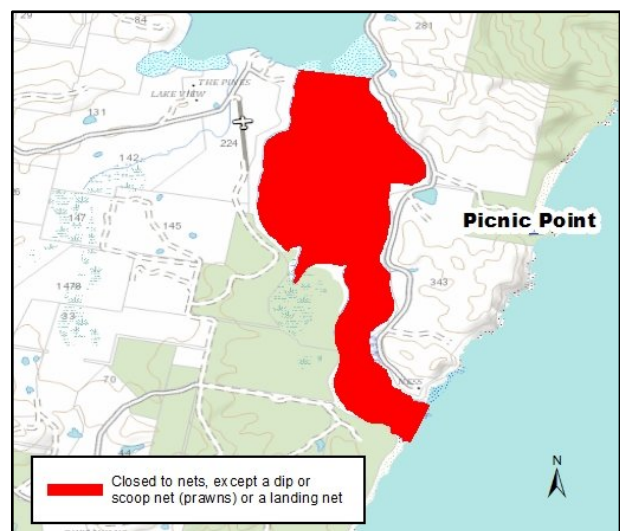 29
84
281
THE PINES
LAKE VIEW
131
224
142
147
145
Picnic Point
343
1478
33
70
44
N
Closed to nets, except a dip or
scoop net (prawns) or a landing net